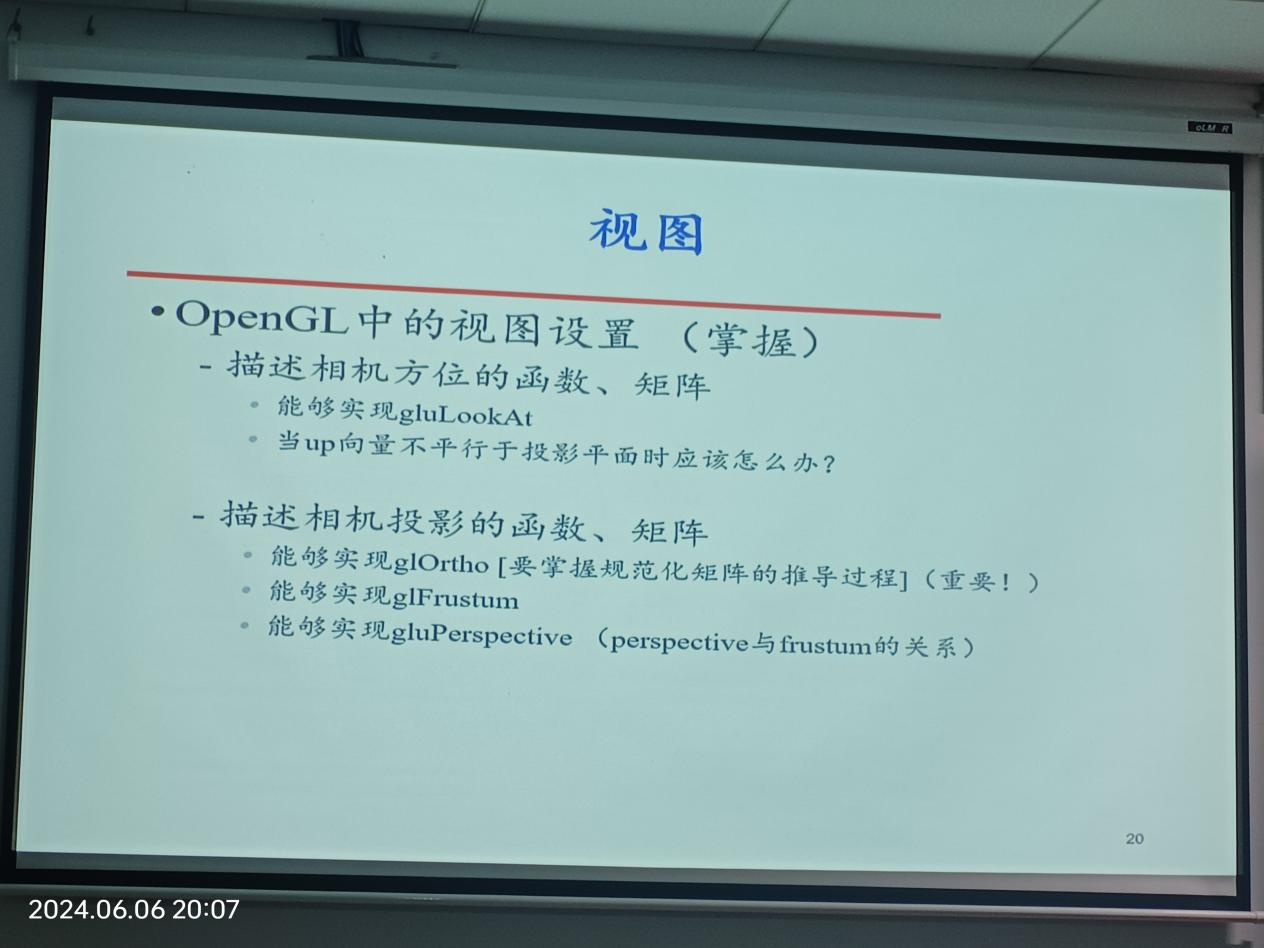 视图
• OpenGL中的视图设置 （掌握）
- 描述相机方位的函数、矩阵
• 能够实现gluLookAt
• 当up向量不平行于投影平面时应该怎么办?
- 描述相机投影的函数、矩阵
• 能够实现glOrtho [要掌握规范化矩阵的推导过程]（重要! ）
• 能够实现glFrustum
• 能够实现gluPerspective （perspective与frustum的关系）
20
2024.06.06 20:07